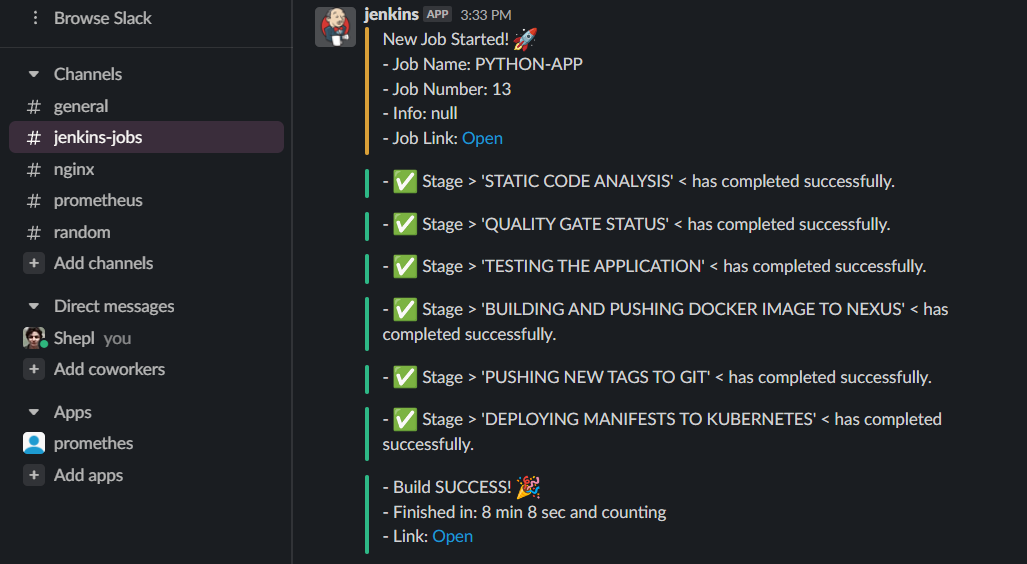 Browse Slack
Channels
# general
# jenkins-jobs
# nginx
# prometheus
# random
+ Add channels
Direct messages
Shepl you
+ Add coworkers
Apps
promethes
+ Add apps
jenkins APP 3:33 PM
New Job Started! 🚀
- Job Name: PYTHON-APP
- Job Number: 13
- Info: null
- Job Link: Open
- ✅ Stage > 'STATIC CODE ANALYSIS' < has completed successfully.
- ✅ Stage > 'QUALITY GATE STATUS' < has completed successfully.
- ✅ Stage > 'TESTING THE APPLICATION' < has completed successfully.
- ✅ Stage > 'BUILDING AND PUSHING DOCKER IMAGE TO NEXUS' < has
completed successfully.
- ✅ Stage > 'PUSHING NEW TAGS TO GIT' < has completed successfully.
- ✅ Stage > 'DEPLOYING MANIFESTS TO KUBERNETES' < has completed
successfully.
- Build SUCCESS! 🎉
- Finished in: 8 min 8 sec and counting
- Link: Open